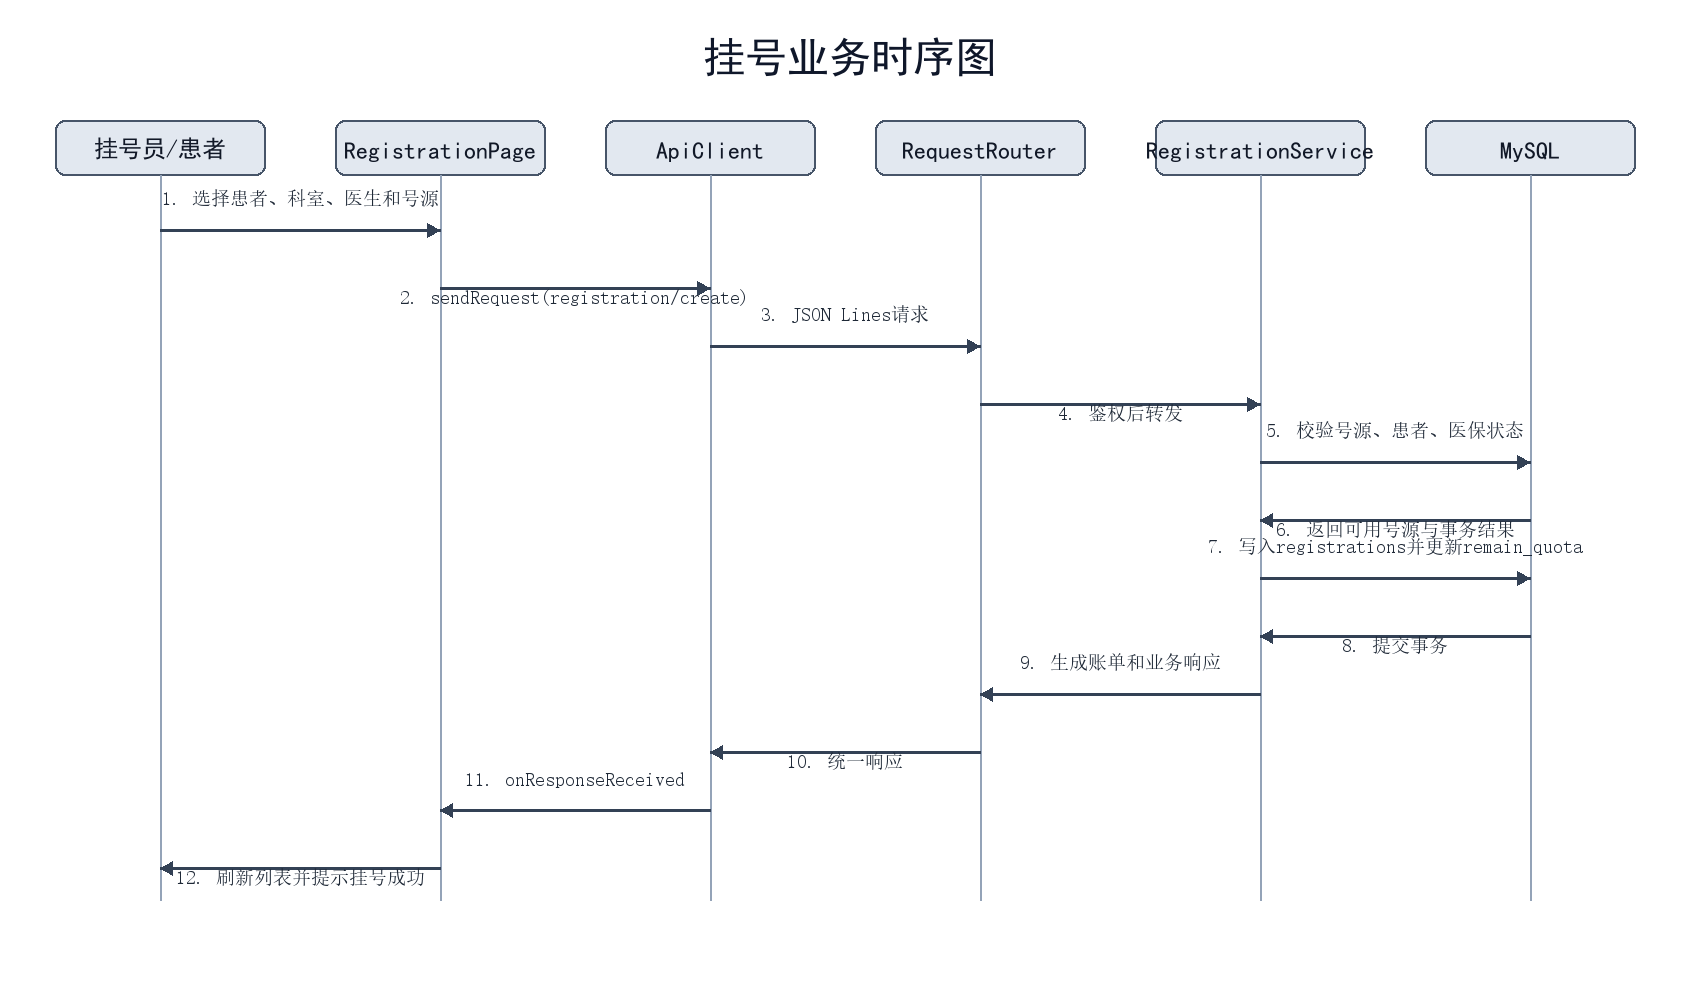 挂号业务时序图
挂号员/患者
RegistrationPage
ApiClient
RequestRouter
RegistrationService
MySQL
1. 选择患者、科室、医生和号源
2. sendRequest(registration/create)
3. JSON Lines请求
4. 鉴权后转发
5. 校验号源、患者、医保状态
6. 返回可用号源与事务结果
7. 写入registrations并更新remain_quota
8. 提交事务
9. 生成账单和业务响应
10. 统一响应
11. onResponseReceived
12. 刷新列表并提示挂号成功